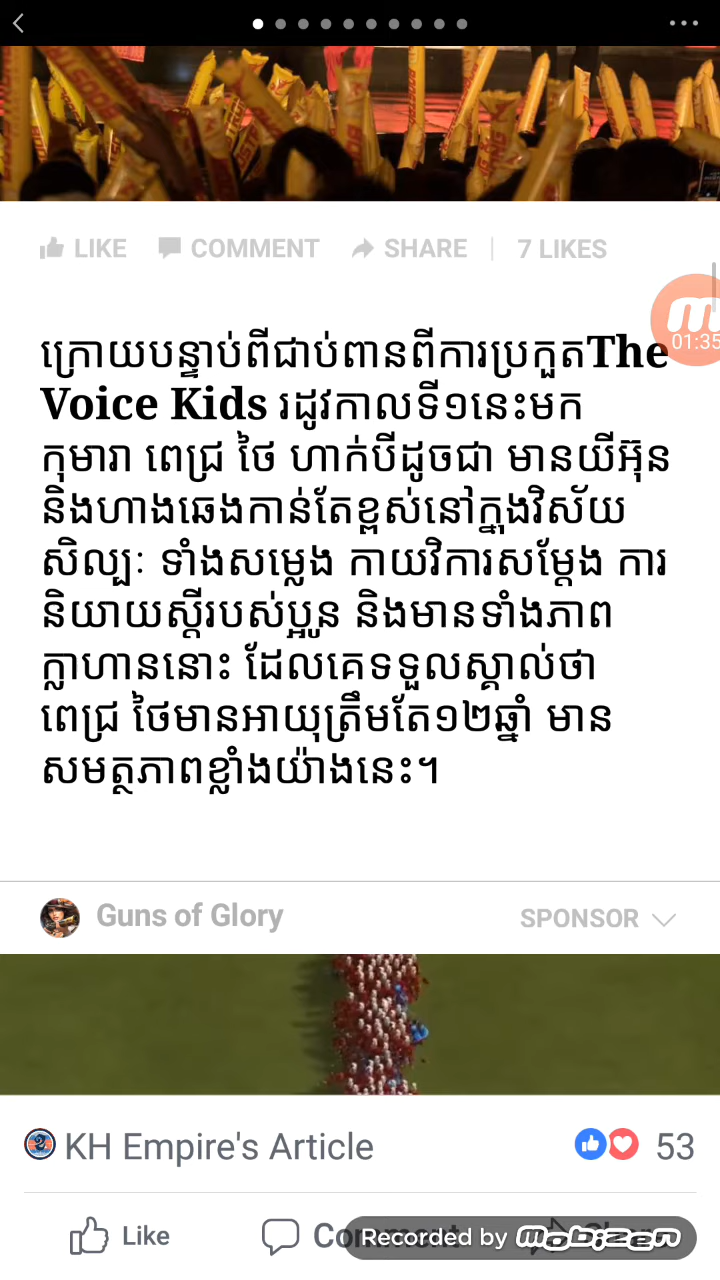 LIKE COMMENT SHARE 7 LIKES
01:35
ក្រោយបន្ទាប់ពីជាប់ពានពីការប្រកួតThe
Voice Kids រដូវកាលទី១នេះមក
កុមារា ពេជ្រ ថៃ ហាក់បីដូចជា មានយីអ៊ុន
និងហាងឆេងកាន់តែខ្ពស់នៅក្នុងវិស័យ
សិល្បៈ ទាំងសម្លេង កាយវិការសម្តែង ការ
និយាយស្តីរបស់ប្អូន និងមានទាំងភាព
ក្លាហាននោះ ដែលគេទទួលស្គាល់ថា
ពេជ្រ ថៃមានអាយុត្រឹមតែ១២ឆ្នាំ មាន
សមត្ថភាពខ្លាំងយ៉ាងនេះ។
Guns of Glory SPONSOR
KH Empire's Article 53
Like Comment Share
Recorded by mobizen